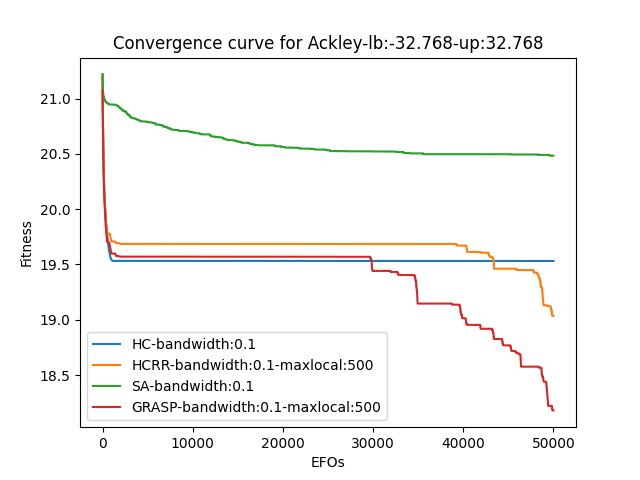 Convergence curve for Ackley-lb:-32.768-up:32.768
Fitness
21.0
20.5
20.0
19.5
19.0
18.5
HC-bandwidth:0.1
HCRR-bandwidth:0.1-maxlocal:500
SA-bandwidth:0.1
GRASP-bandwidth:0.1-maxlocal:500
0 10000 20000 30000 40000 50000
EFOs